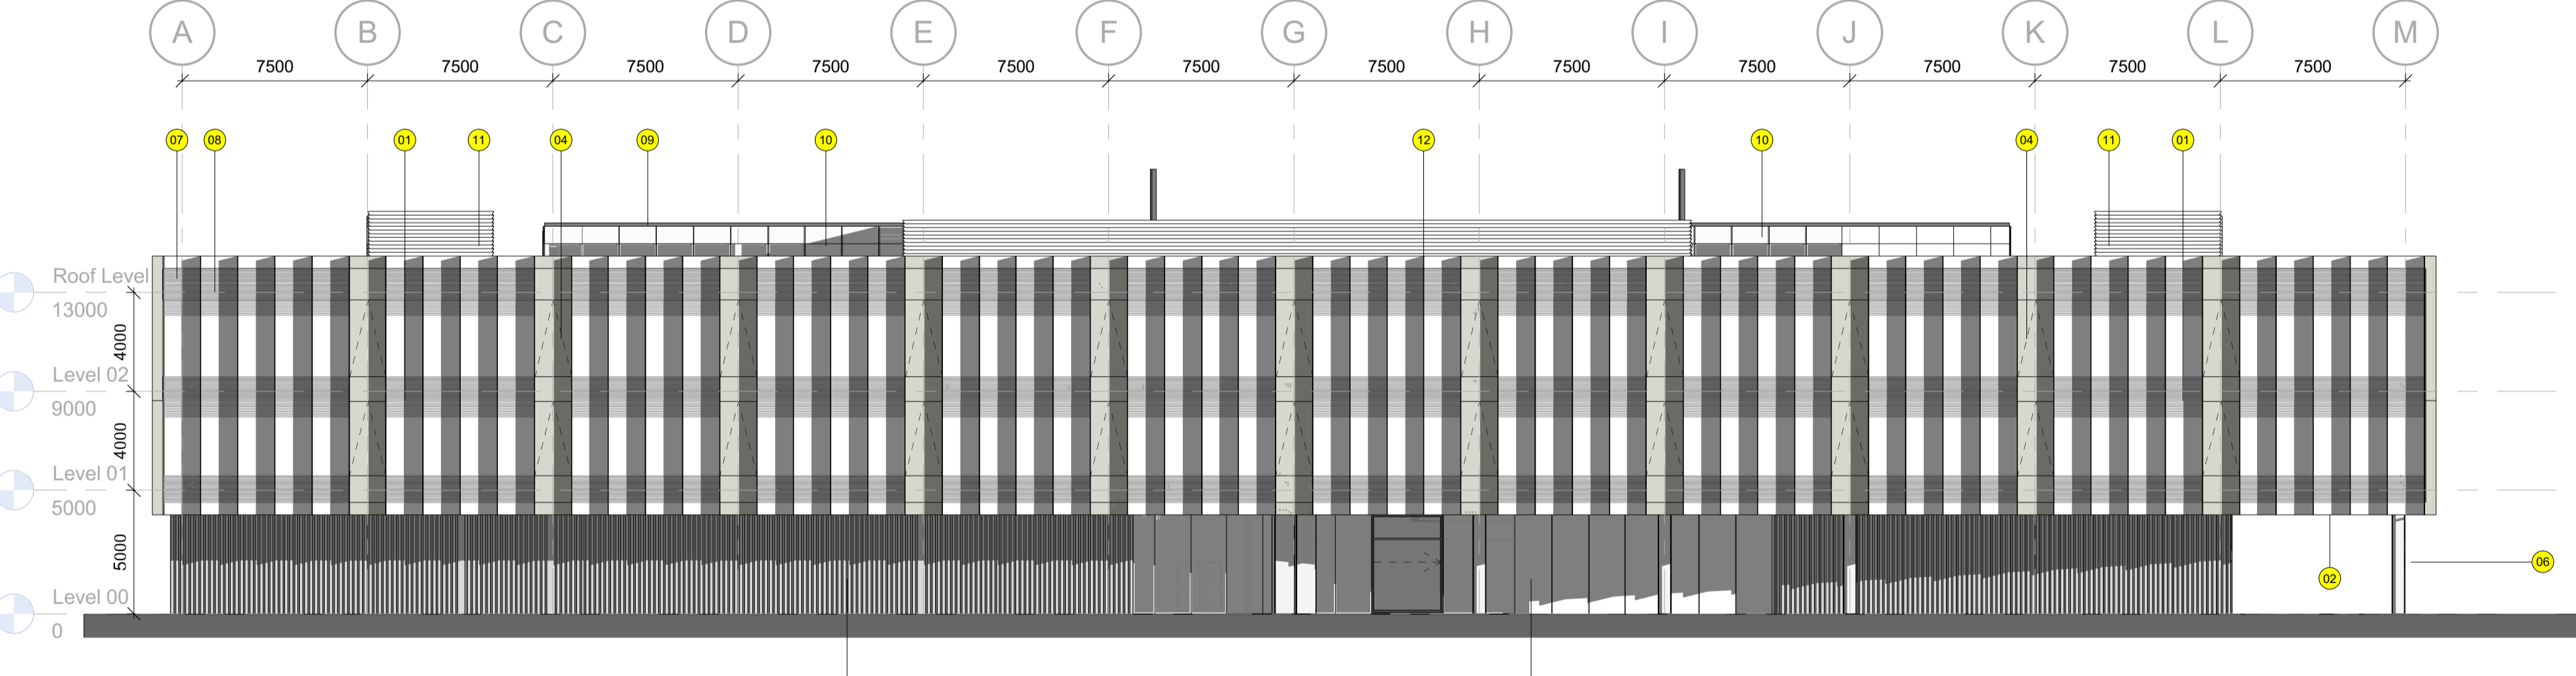 A B C D E F G H I J K L M
7500 7500 7500 7500 7500 7500 7500 7500 7500 7500 7500 7500
07 08 01 11 04 09 10 12 10 04 11 01
Roof Level
13000
4000
Level 02
9000
4000
Level 01
5000
5000
Level 00
0
02
06